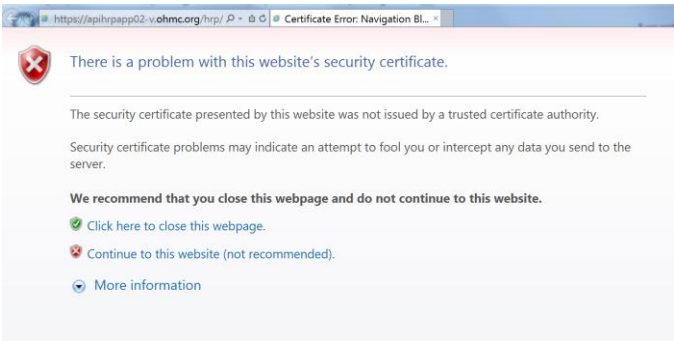 https://apihrpapp02-v.ohmc.org/hrp/ Certificate Error: Navigation Bl...
There is a problem with this website's security certificate.
The security certificate presented by this website was not issued by a trusted certificate authority.
Security certificate problems may indicate an attempt to fool you or intercept any data you send to the
server.
We recommend that you close this webpage and do not continue to this website.
Click here to close this webpage.
Continue to this website (not recommended).
More information